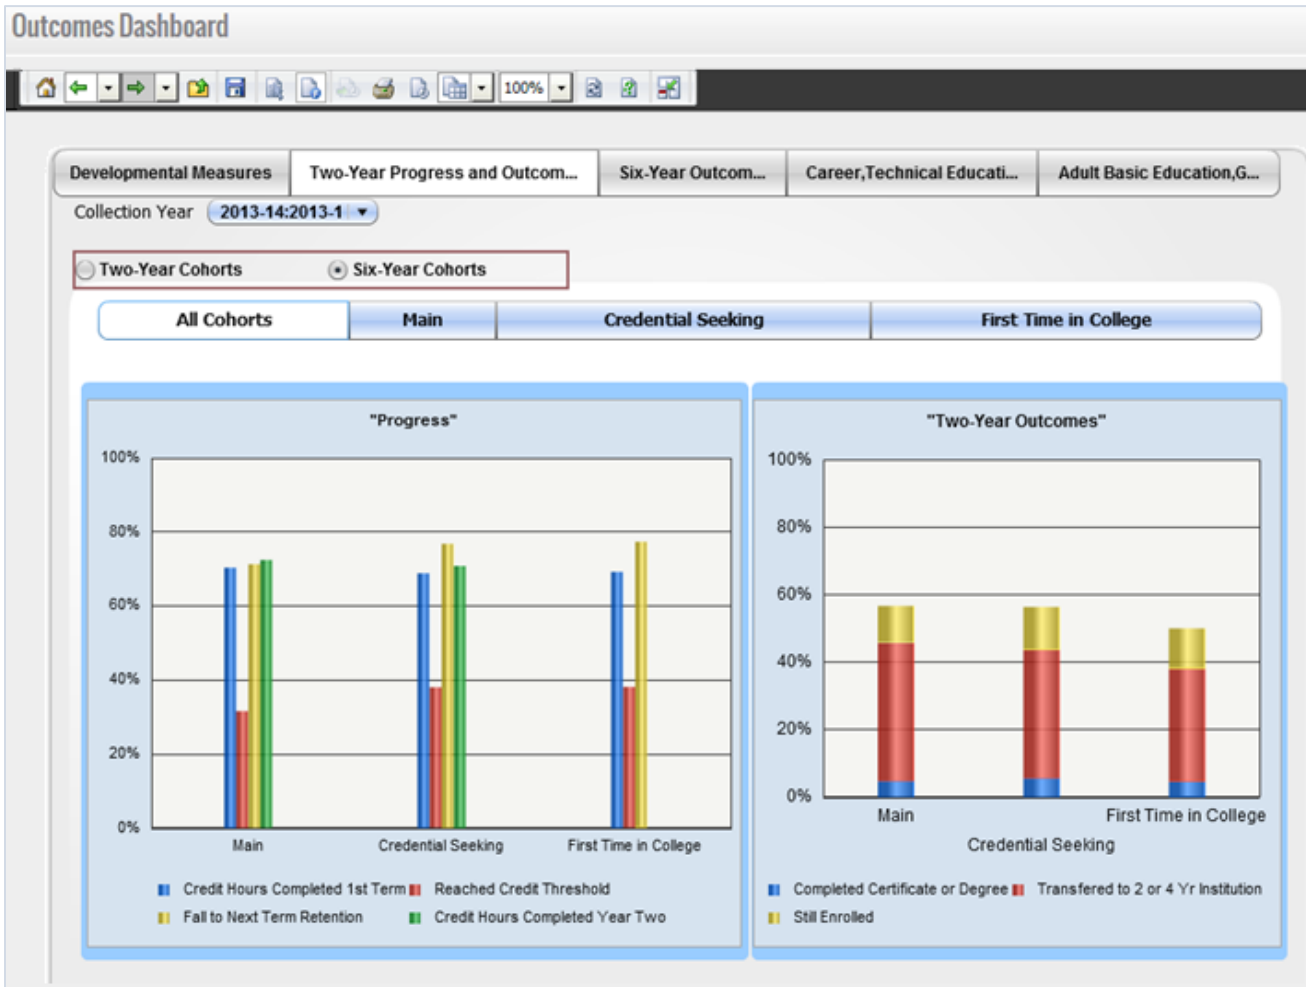 Outcomes Dashboard
100%
Developmental Measures Two-Year Progress and Outcom... Six-Year Outcom... Career,Technical Educati... Adult Basic Education,G...
Collection Year 2013-14:2013-1
Two-Year Cohorts Six-Year Cohorts
All Cohorts Main Credential Seeking First Time in College
"Progress"
100%
80%
60%
40%
20%
0%
Main Credential Seeking First Time in College
Credit Hours Completed 1st Term Reached Credit Threshold
Fall to Next Term Retention Credit Hours Completed Year Two
"Two-Year Outcomes"
100%
80%
60%
40%
20%
0%
Main First Time in College
Credential Seeking
Completed Certificate or Degree Transfered to 2 or 4 Yr Institution
Still Enrolled